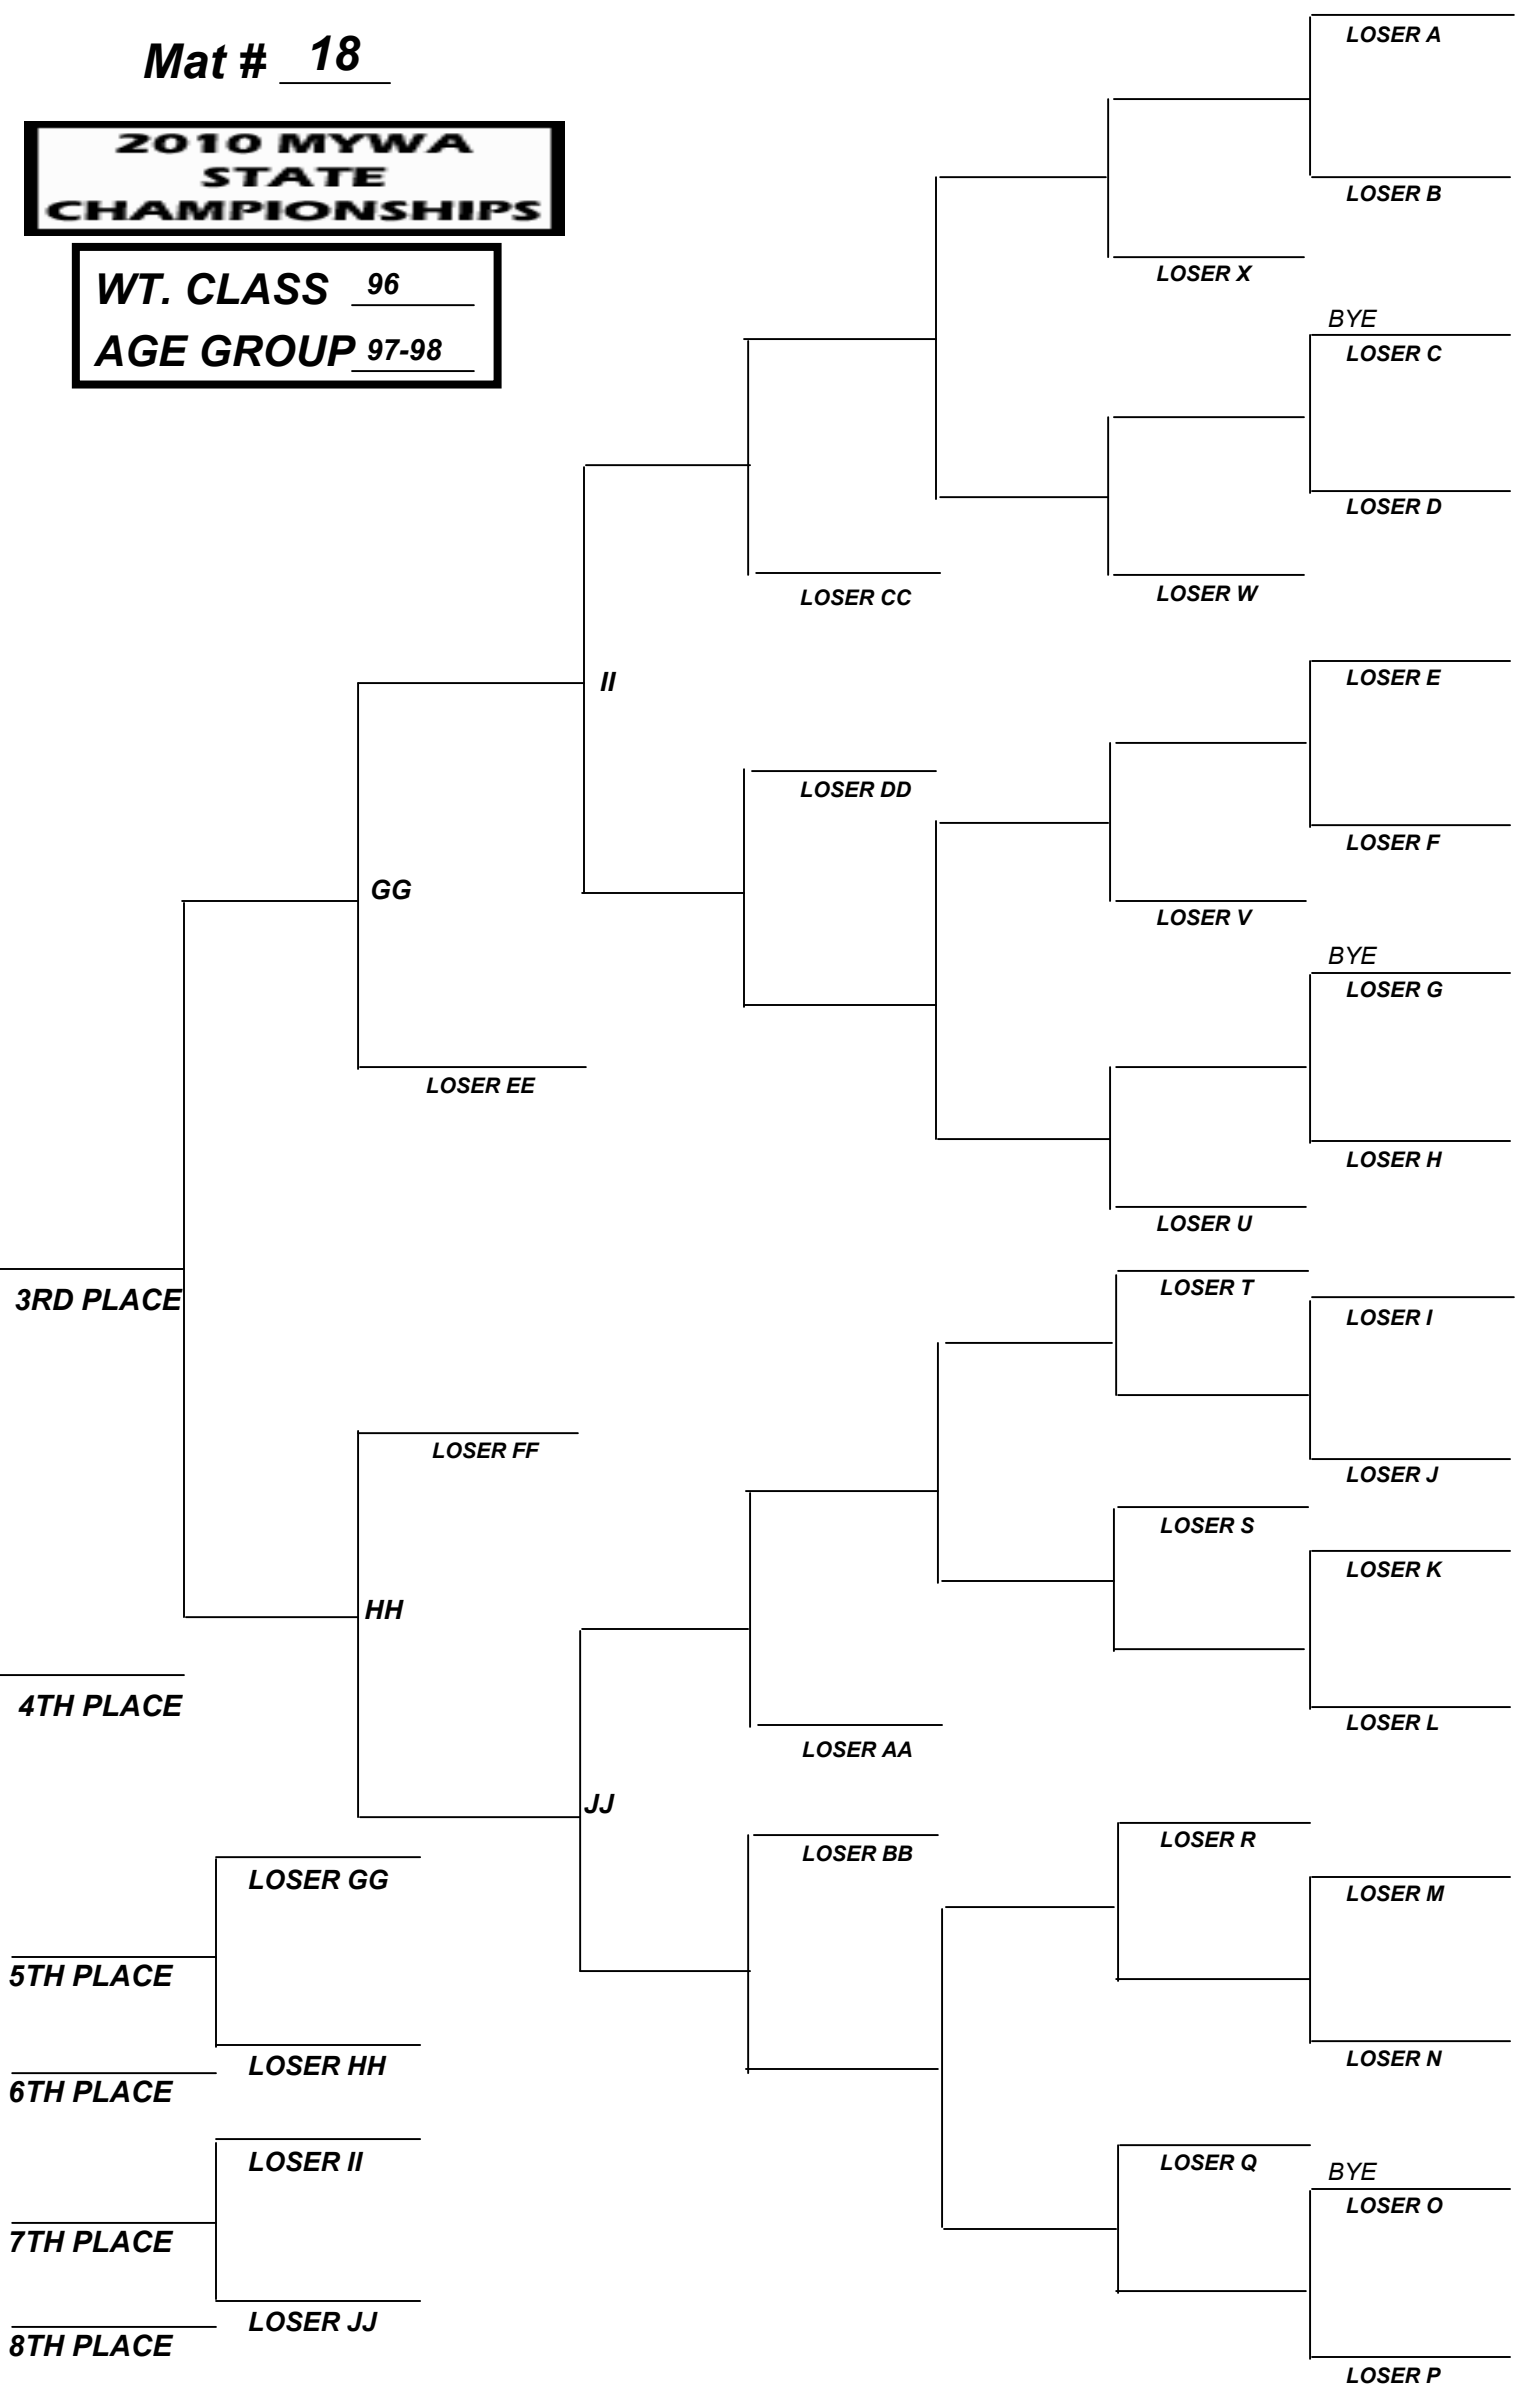 Mat # 18
2010 MYWA
STATE
CHAMPIONSHIPS
WT. CLASS 96
AGE GROUP 97-98
LOSER A
LOSER B
LOSER X
BYE
LOSER C
LOSER D
LOSER CC
LOSER W
II
LOSER E
LOSER DD
LOSER F
GG
LOSER V
BYE
LOSER G
LOSER EE
LOSER H
LOSER U
3RD PLACE
LOSER T
LOSER I
LOSER FF
LOSER J
LOSER S
LOSER K
HH
4TH PLACE
LOSER L
LOSER AA
JJ
LOSER R
LOSER BB
LOSER GG
LOSER M
5TH PLACE
LOSER N
LOSER HH
6TH PLACE
LOSER II
LOSER Q
BYE
LOSER O
7TH PLACE
LOSER JJ
8TH PLACE
LOSER P